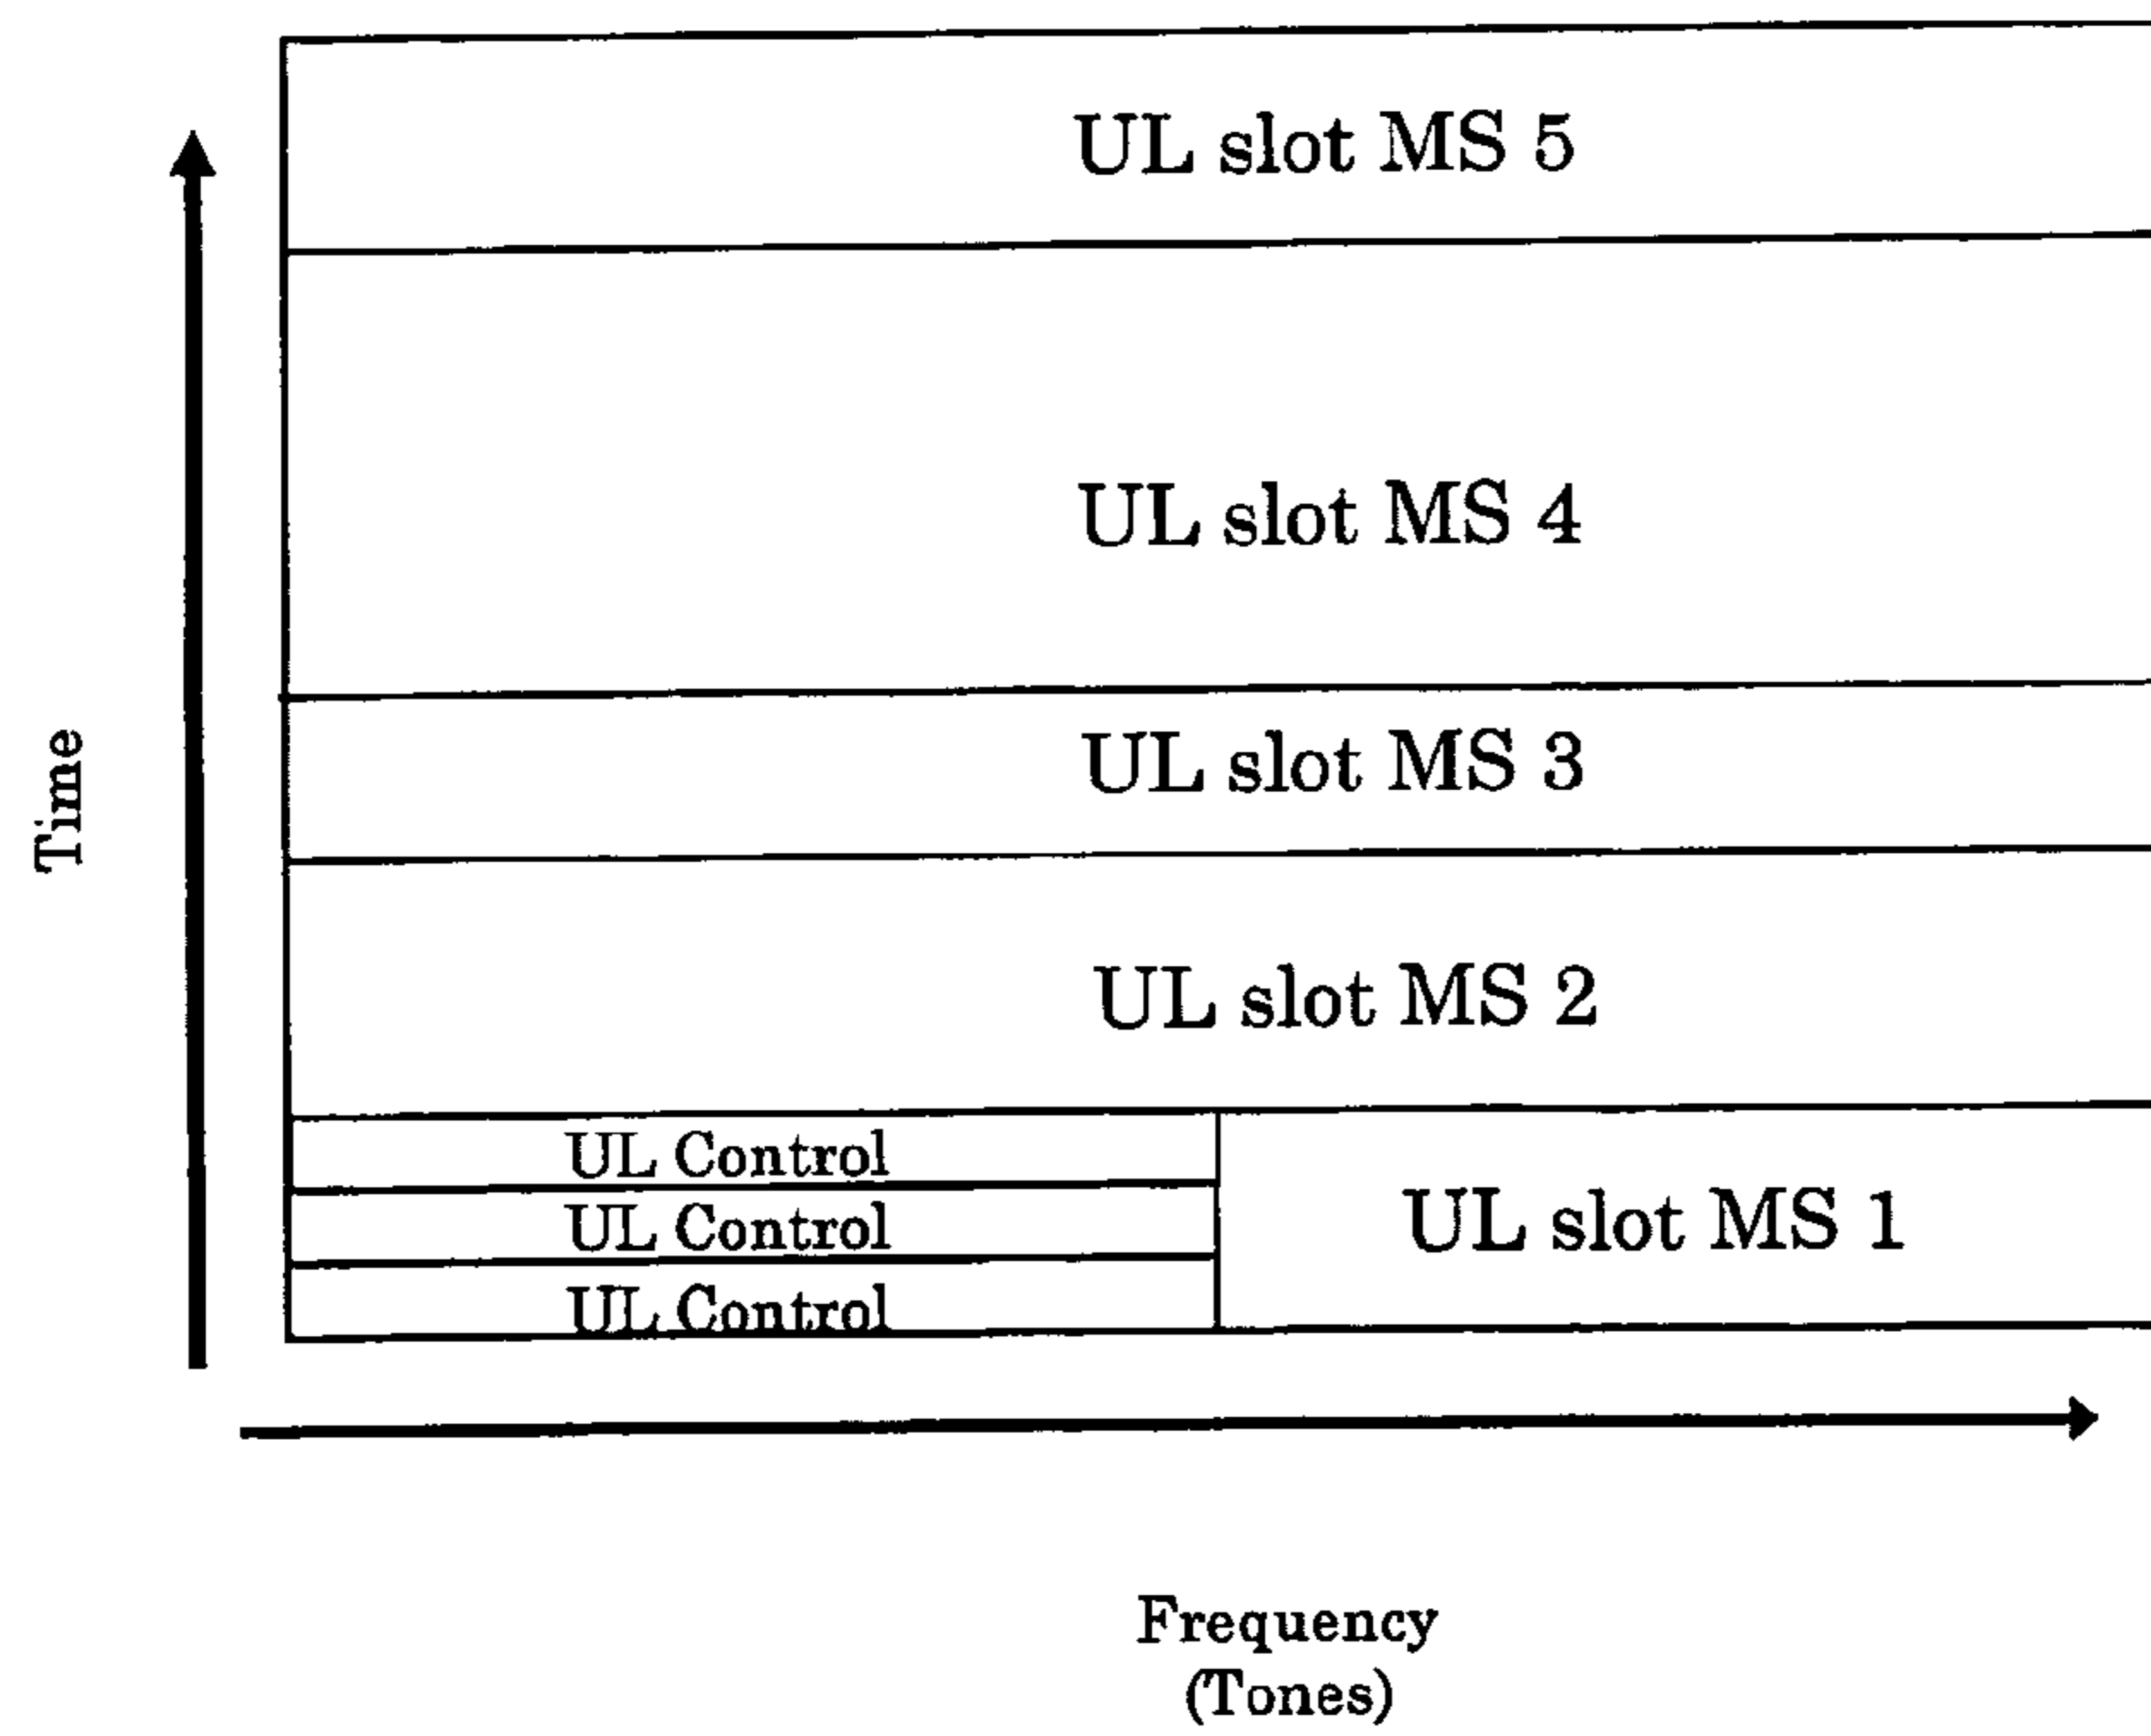 UL slot MS 5
UL slot MS 4
Time
UL slot MS 3
UL slot MS 2
UL Control
UL Control
UL slot MS 1
UL Control
Frequency
(Tones)